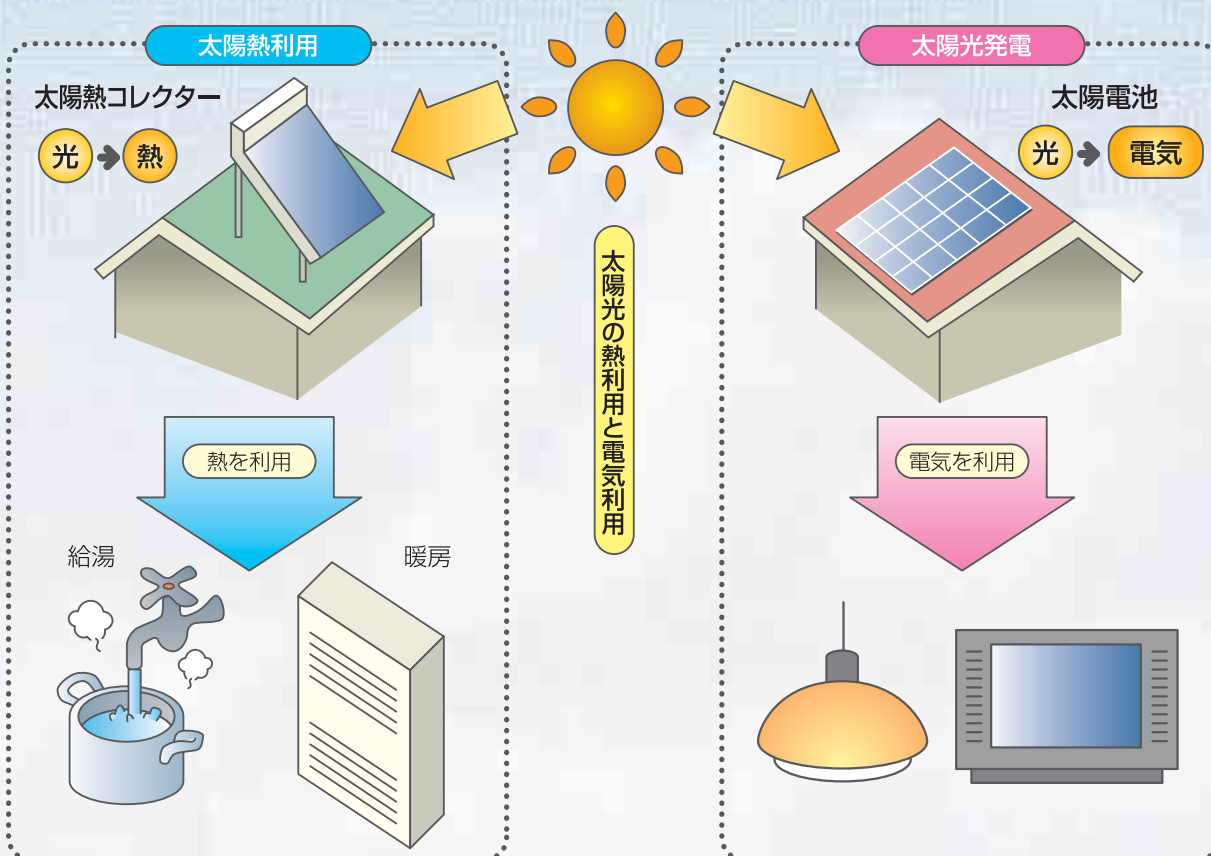 太陽熱利用
太陽熱コレクター
光 熱
熱を利用
給湯
暖房
太陽光の熱利用と電気利用
太陽光発電
太陽電池
光 電気
電気を利用